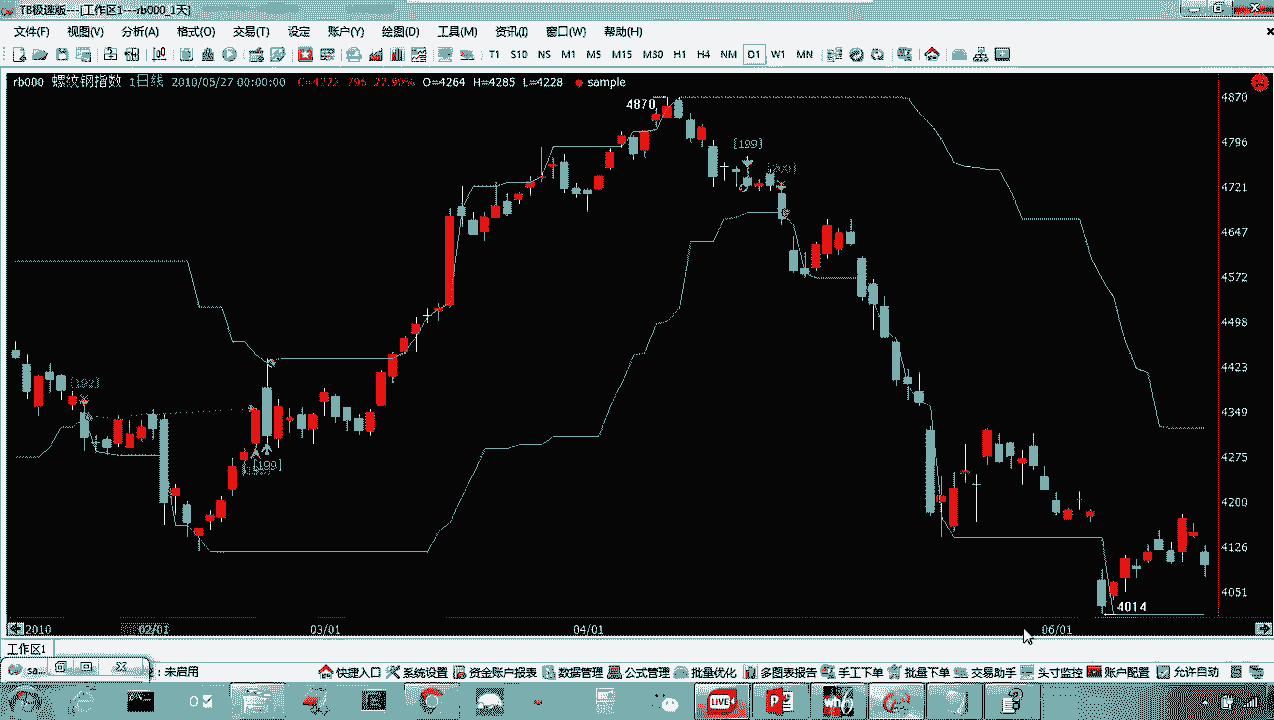 TB极速版---[工作区1---rb000_1天]
文件(F) 视图(V) 分析(A) 格式(O) 交易(T) 设定 账户(Y) 绘图(D) 工具(M) 资讯(I) 窗口(W) 帮助(H)
T1 S10 NS M1 M5 M15 M30 H1 H4 NM D1 W1 MN
rb000 螺纹钢指数 1日线 2010/05/27 00:00:00 O=4264 H=4285 L=4228 sample
4870
4870
4796
[199]
4721
4647
4572
4498
4423
4349
[199]
4275
4200
4126
4051
4014
2010 02/01 03/01 04/01 06/01
工作区1
sa... : 未启用 快捷入口 系统设置 资金账户报表 数据管理 公式管理 批量优化 多图表报告 手工下单 批量下单 交易助手 头寸监控 账户配置 允许自动
LIVE